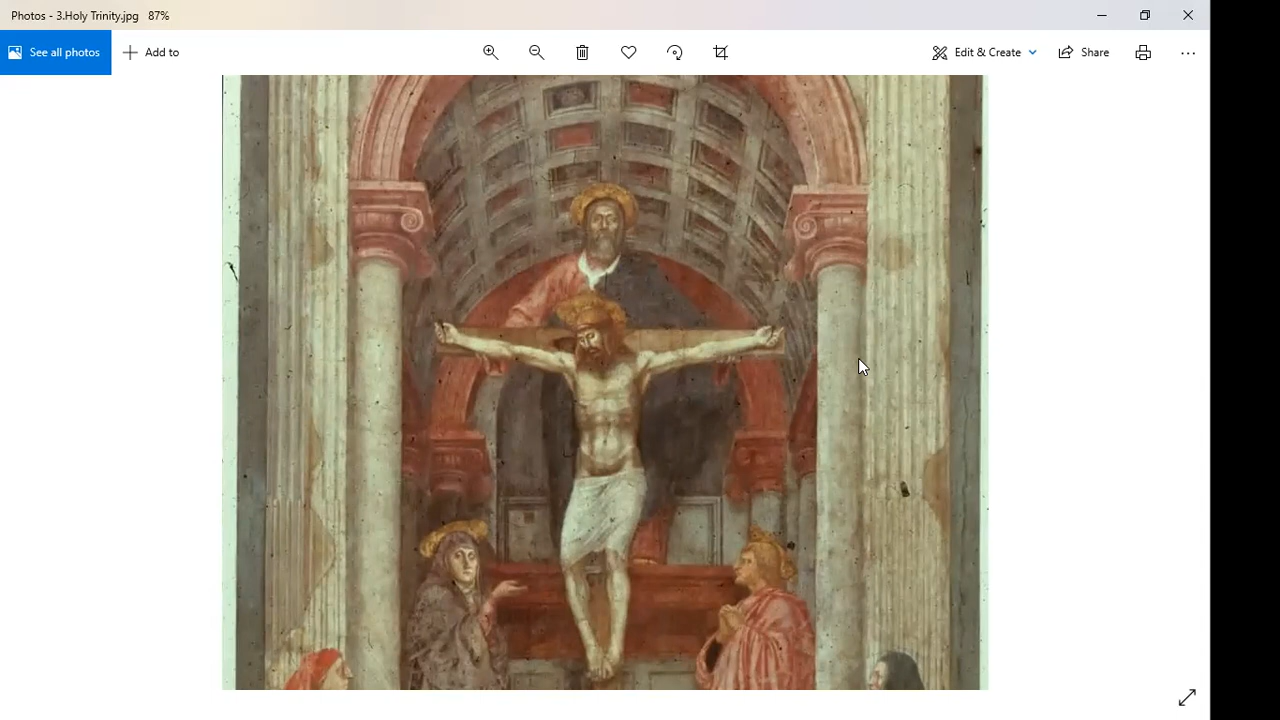 Photos - 3.Holy Trinity.jpg 87%
See all photos
Add to
Edit & Create
Share